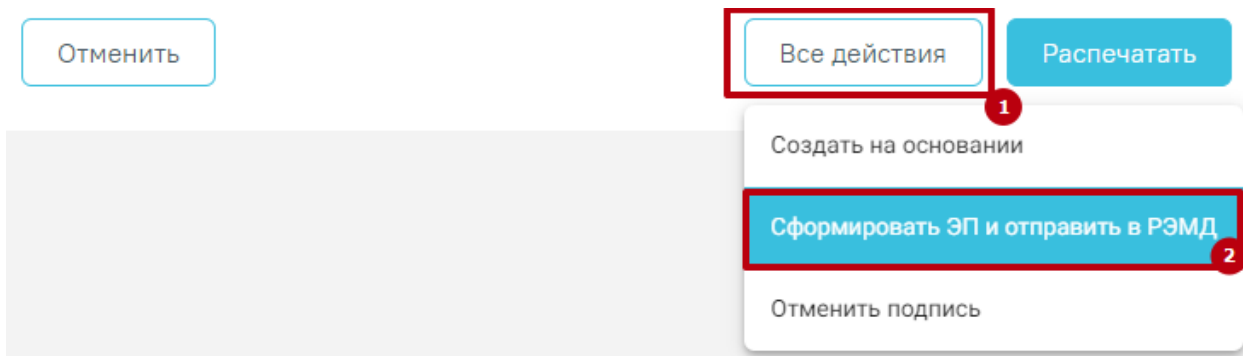 Отменить
Все действия
Распечатать
1
Создать на основании
Сформировать ЭП и отправить в РЭМД
2
Отменить подпись